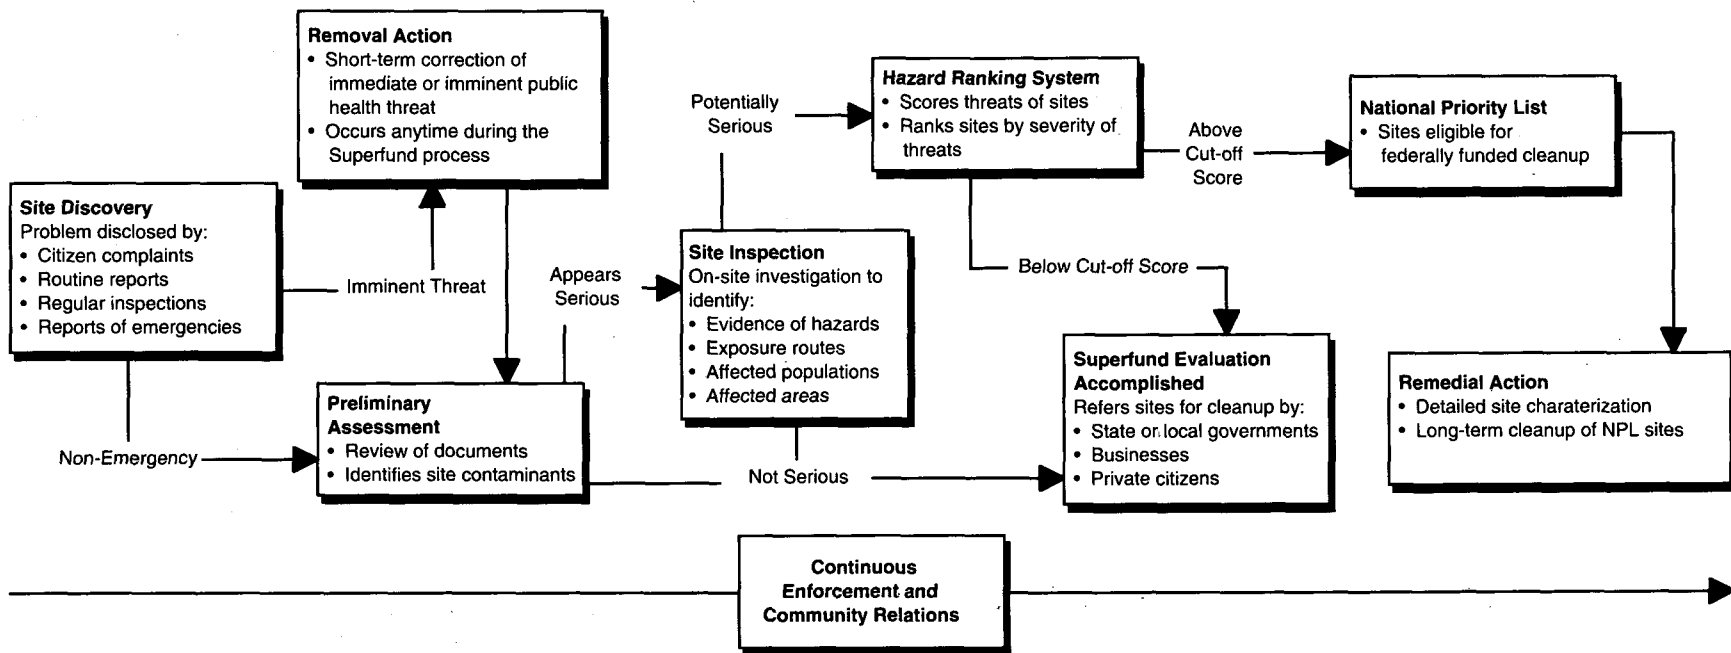 Removal Action
• Short-term correction of
immediate or imminent public
health threat
• Occurs anytime during the
Superfund process
Site Discovery
Problem disclosed by:
• Citizen complaints
• Routine reports
• Regular inspections
• Reports of emergencies
Imminent Threat
Non-Emergency
Preliminary
Assessment
• Review of documents
• Identifies site contaminants
Appears
Serious
Site Inspection
On-site investigation to
identify:
• Evidence of hazards
• Exposure routes
• Affected populations
• Affected areas
Potentially
Serious
Not Serious
Hazard Ranking System
• Scores threats of sites
• Ranks sites by severity of
threats
Above
Cut-off
Score
Below Cut-off Score
National Priority List
• Sites eligible for
federally funded cleanup
Superfund Evaluation
Accomplished
Refers sites for cleanup by:
• State or local governments
• Businesses
• Private citizens
Remedial Action
• Detailed site charaterization
• Long-term cleanup of NPL sites
Continuous
Enforcement and
Community Relations